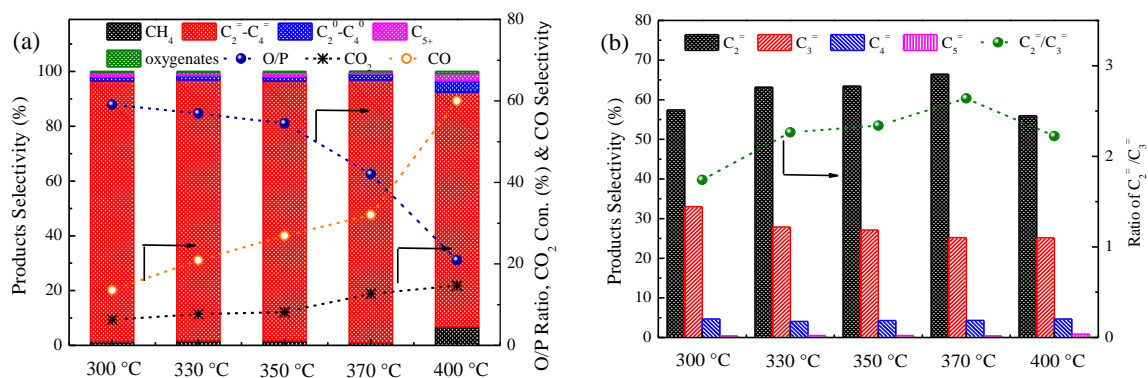 (a)
CH₄ C₂⁼-C₄⁼ C₂⁰-C₄⁰ C₅₊
oxygenates O/P CO₂ CO
Products Selectivity (%)
100
80
60
40
20
0
80
60
40
20
0
O/P Ratio, CO₂ Con. (%) & CO Selectivity
300 °C 330 °C 350 °C 370 °C 400 °C
(b)
C₂⁼ C₃⁼ C₄⁼ C₅⁼ C₂⁼/C₃⁼
Products Selectivity (%)
80
70
60
50
40
30
20
10
0
3
2
1
0
Ratio of C₂⁼/C₃⁼
300 °C 330 °C 350 °C 370 °C 400 °C